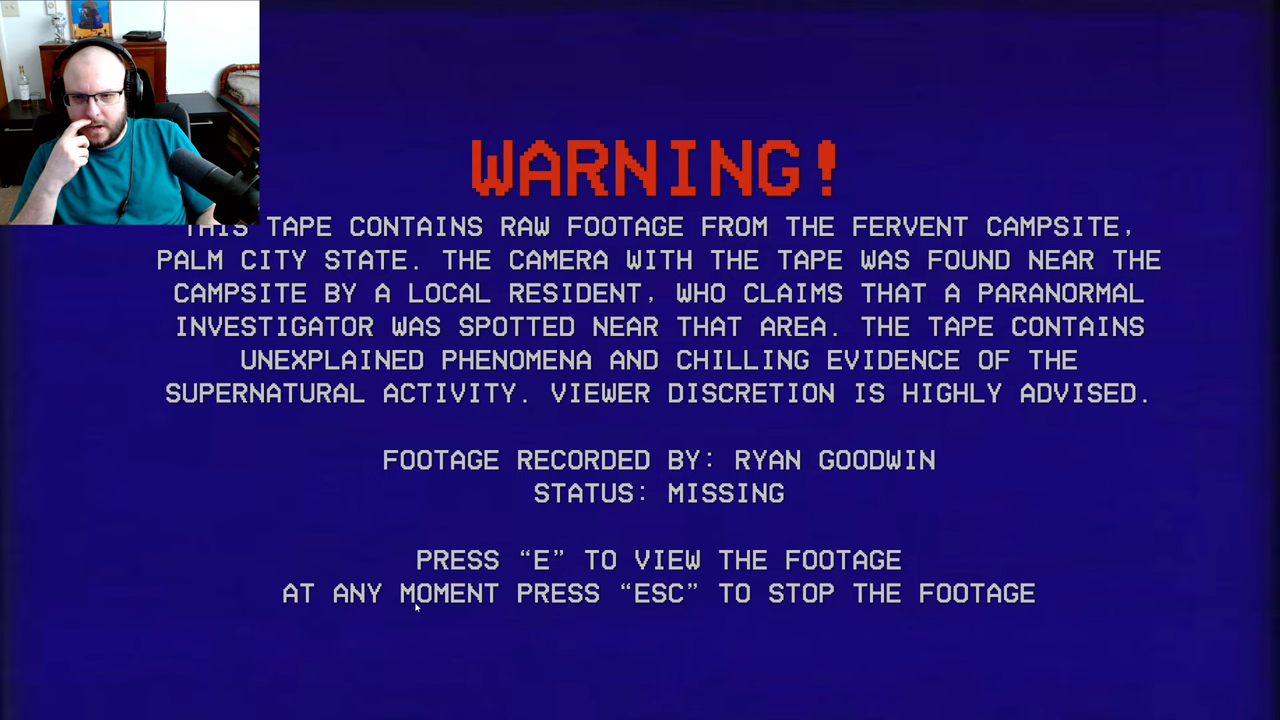 WARNING!
THIS TAPE CONTAINS RAW FOOTAGE FROM THE FERVENT CAMPSITE,
PALM CITY STATE. THE CAMERA WITH THE TAPE WAS FOUND NEAR THE
CAMPSITE BY A LOCAL RESIDENT, WHO CLAIMS THAT A PARANORMAL
INVESTIGATOR WAS SPOTTED NEAR THAT AREA. THE TAPE CONTAINS
UNEXPLAINED PHENOMENA AND CHILLING EVIDENCE OF THE
SUPERNATURAL ACTIVITY. VIEWER DISCRETION IS HIGHLY ADVISED.
FOOTAGE RECORDED BY: RYAN GOODWIN
STATUS: MISSING
PRESS “E” TO VIEW THE FOOTAGE
AT ANY MOMENT PRESS “ESC” TO STOP THE FOOTAGE